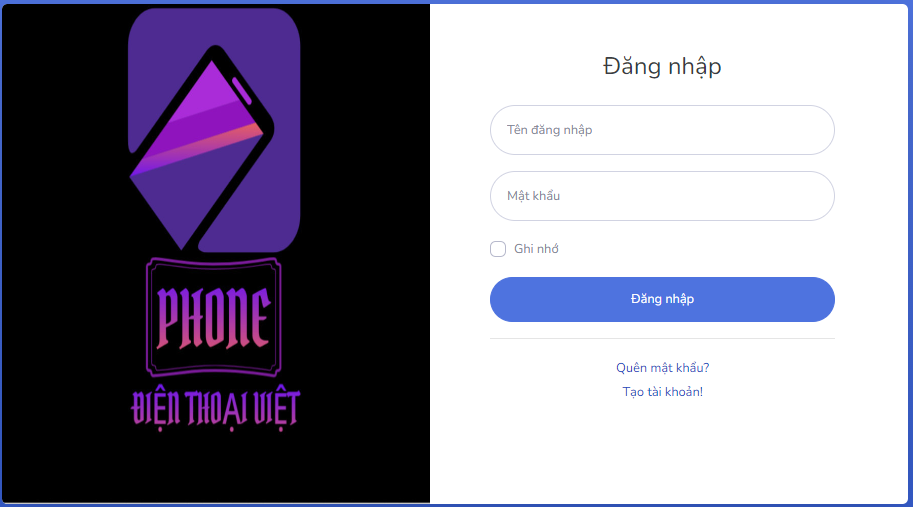 PHONE
ĐIỆN THOẠI VIỆT
Đăng nhập
Tên đăng nhập
Mật khẩu
Ghi nhớ
Đăng nhập
Quên mật khẩu?
Tạo tài khoản!